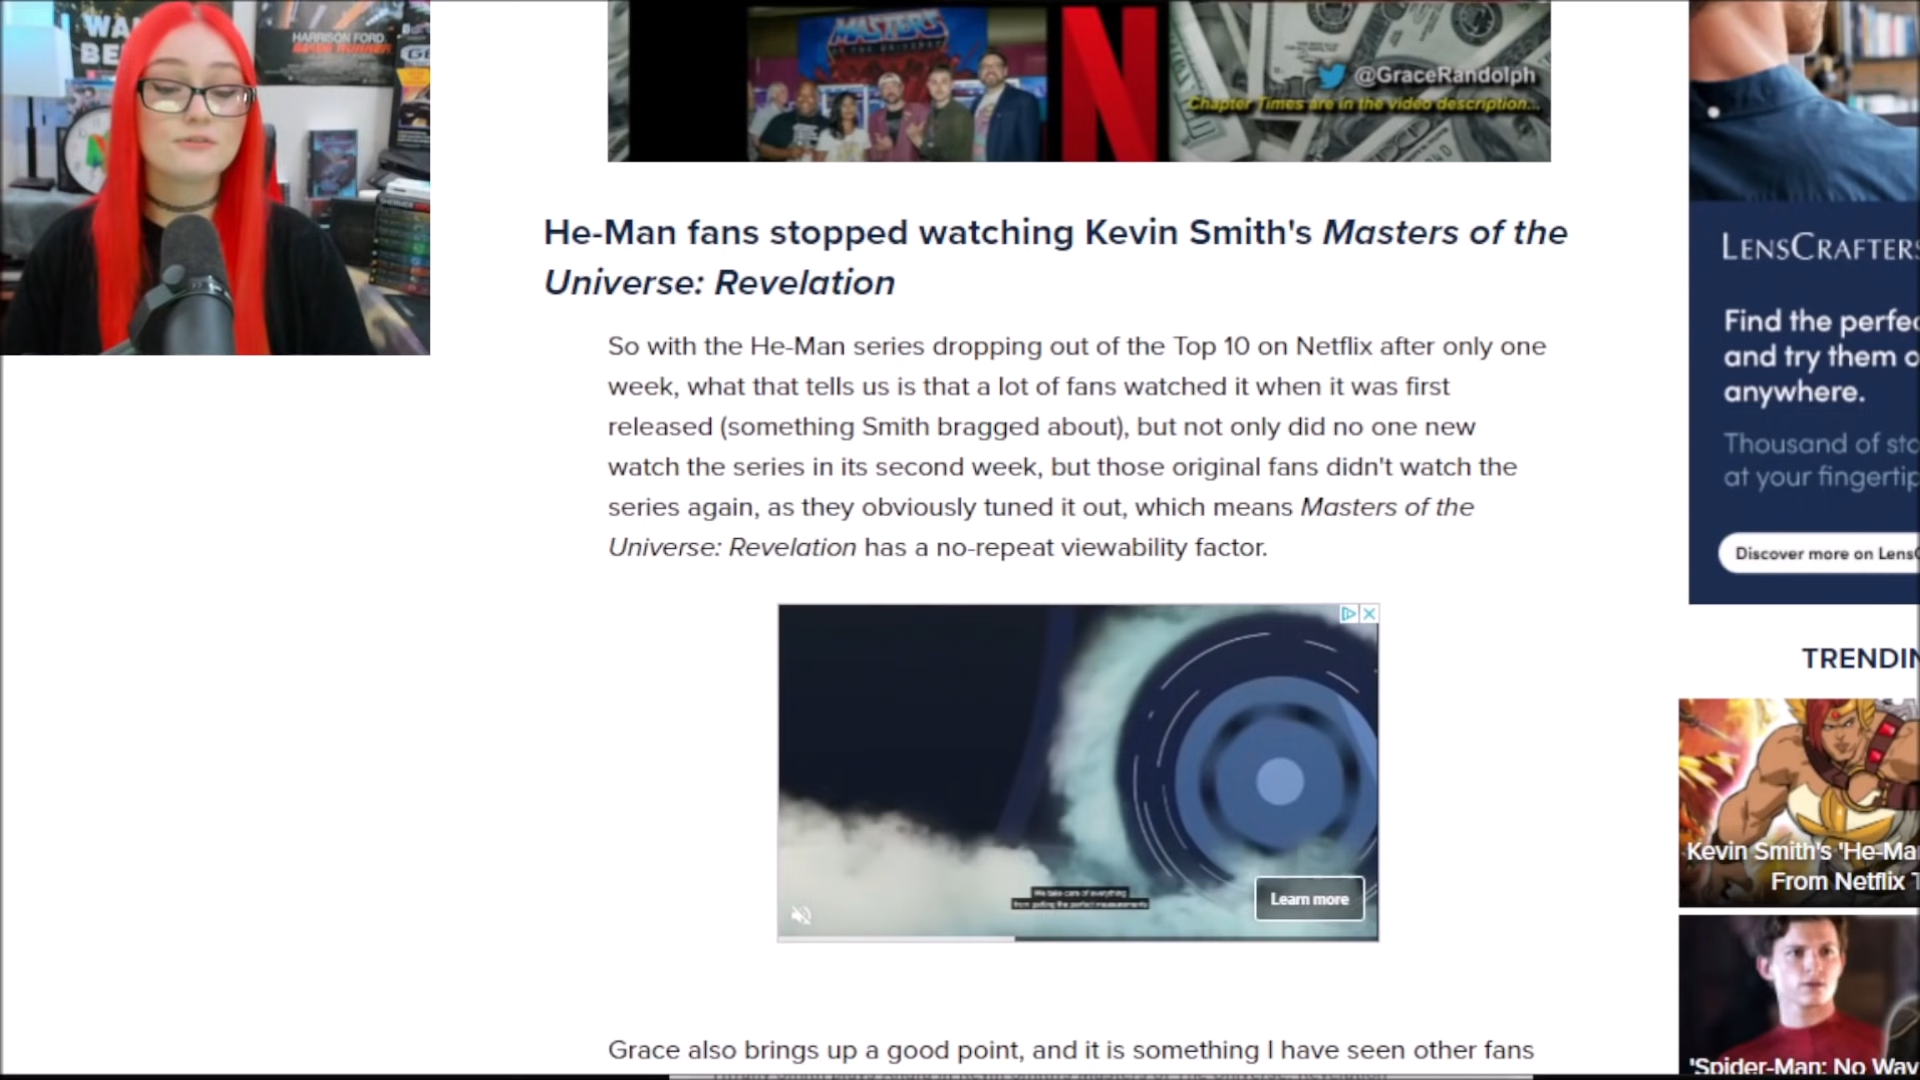 HARRISON FORD
MASTERS
@GraceRandolph
Chapter Times are in the video description...
He-Man fans stopped watching Kevin Smith's Masters of the
Universe: Revelation
So with the He-Man series dropping out of the Top 10 on Netflix after only one
week, what that tells us is that a lot of fans watched it when it was first
released (something Smith bragged about), but not only did no one new
watch the series in its second week, but those original fans didn't watch the
series again, as they obviously tuned it out, which means Masters of the
Universe: Revelation has a no-repeat viewability factor.
We take care of everything
from getting the perfect measurements
Learn more
Grace also brings up a good point, and it is something I have seen other fans
LENSCRAFTERS
Find the perfec
and try them o
anywhere.
Thousand of sto
at your fingertip
Discover more on LensC
TRENDIN
Kevin Smith's 'He-Ma
From Netflix T
'Spider-Man: No Way